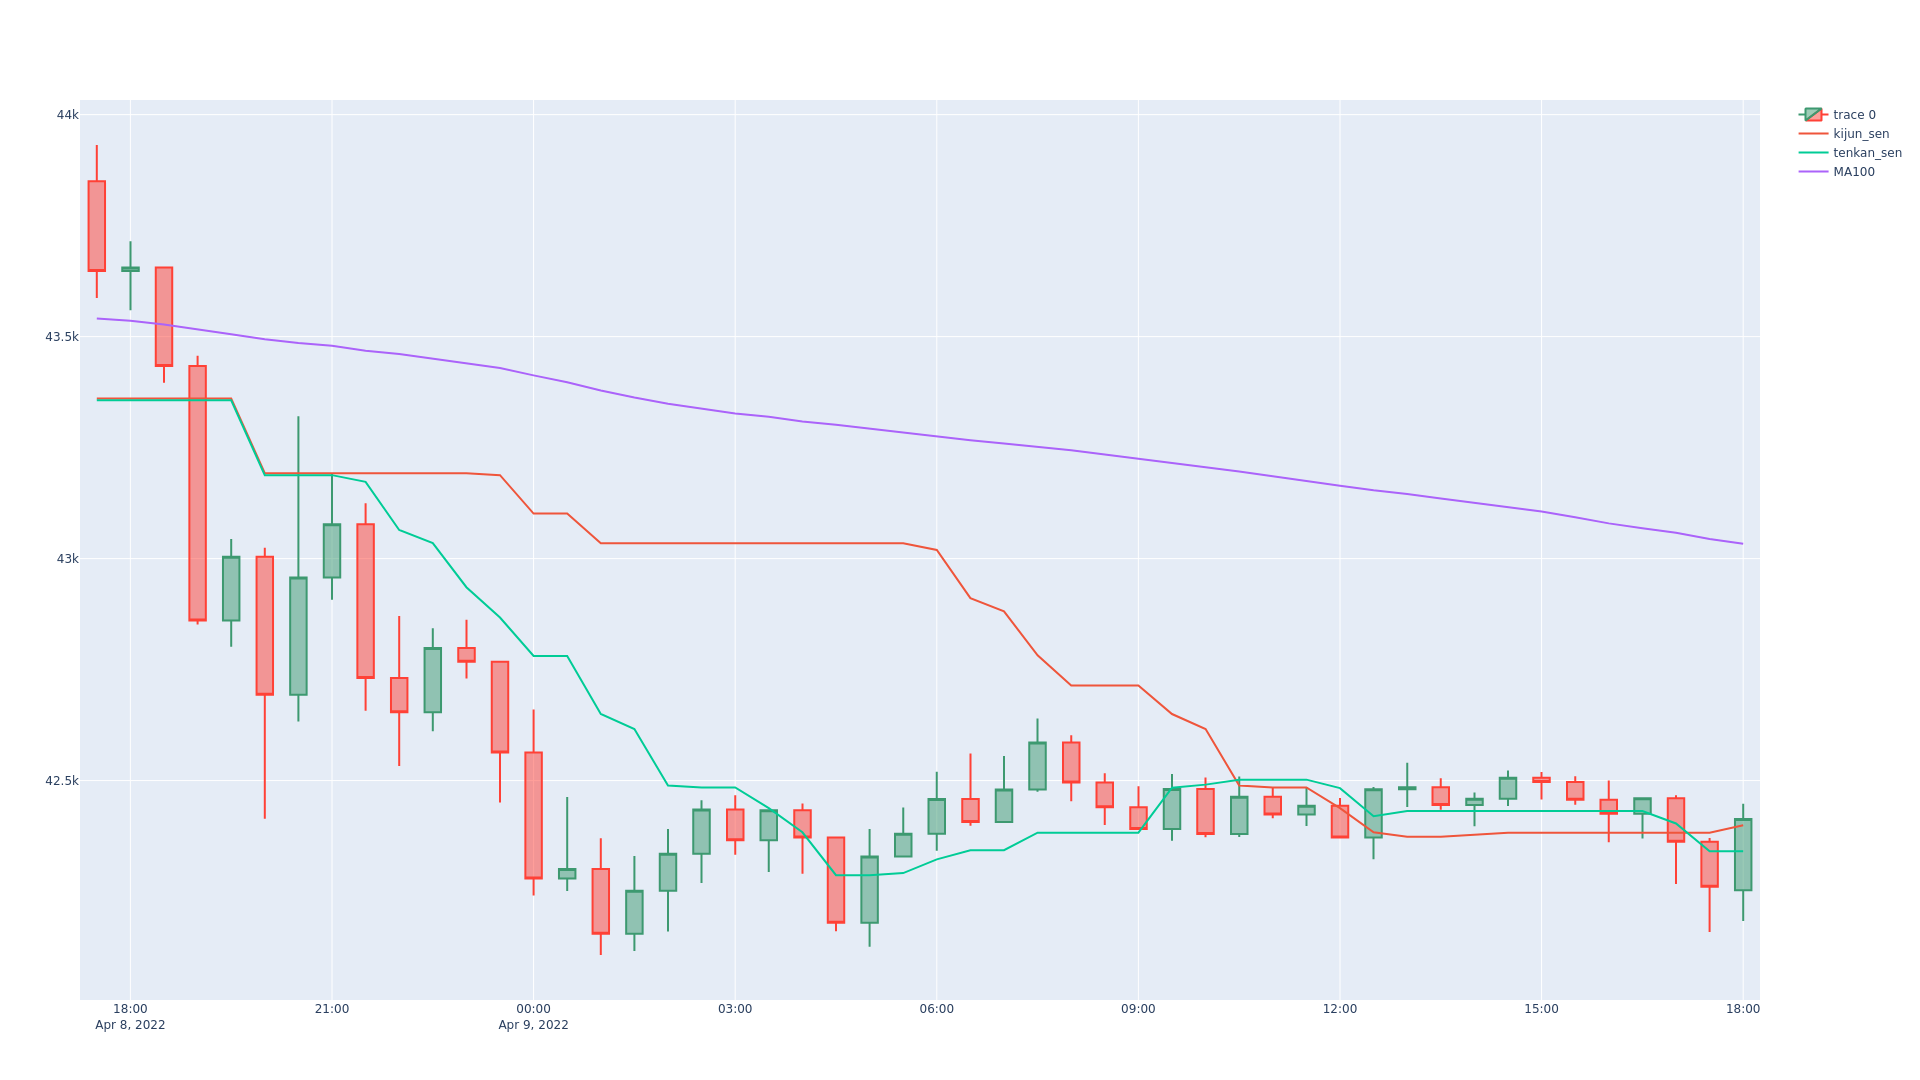 44k
43.5k
43k
42.5k
18:00
Apr 8, 2022
21:00
00:00
Apr 9, 2022
03:00
06:00
09:00
12:00
15:00
18:00
trace 0
kijun_sen
tenkan_sen
MA100